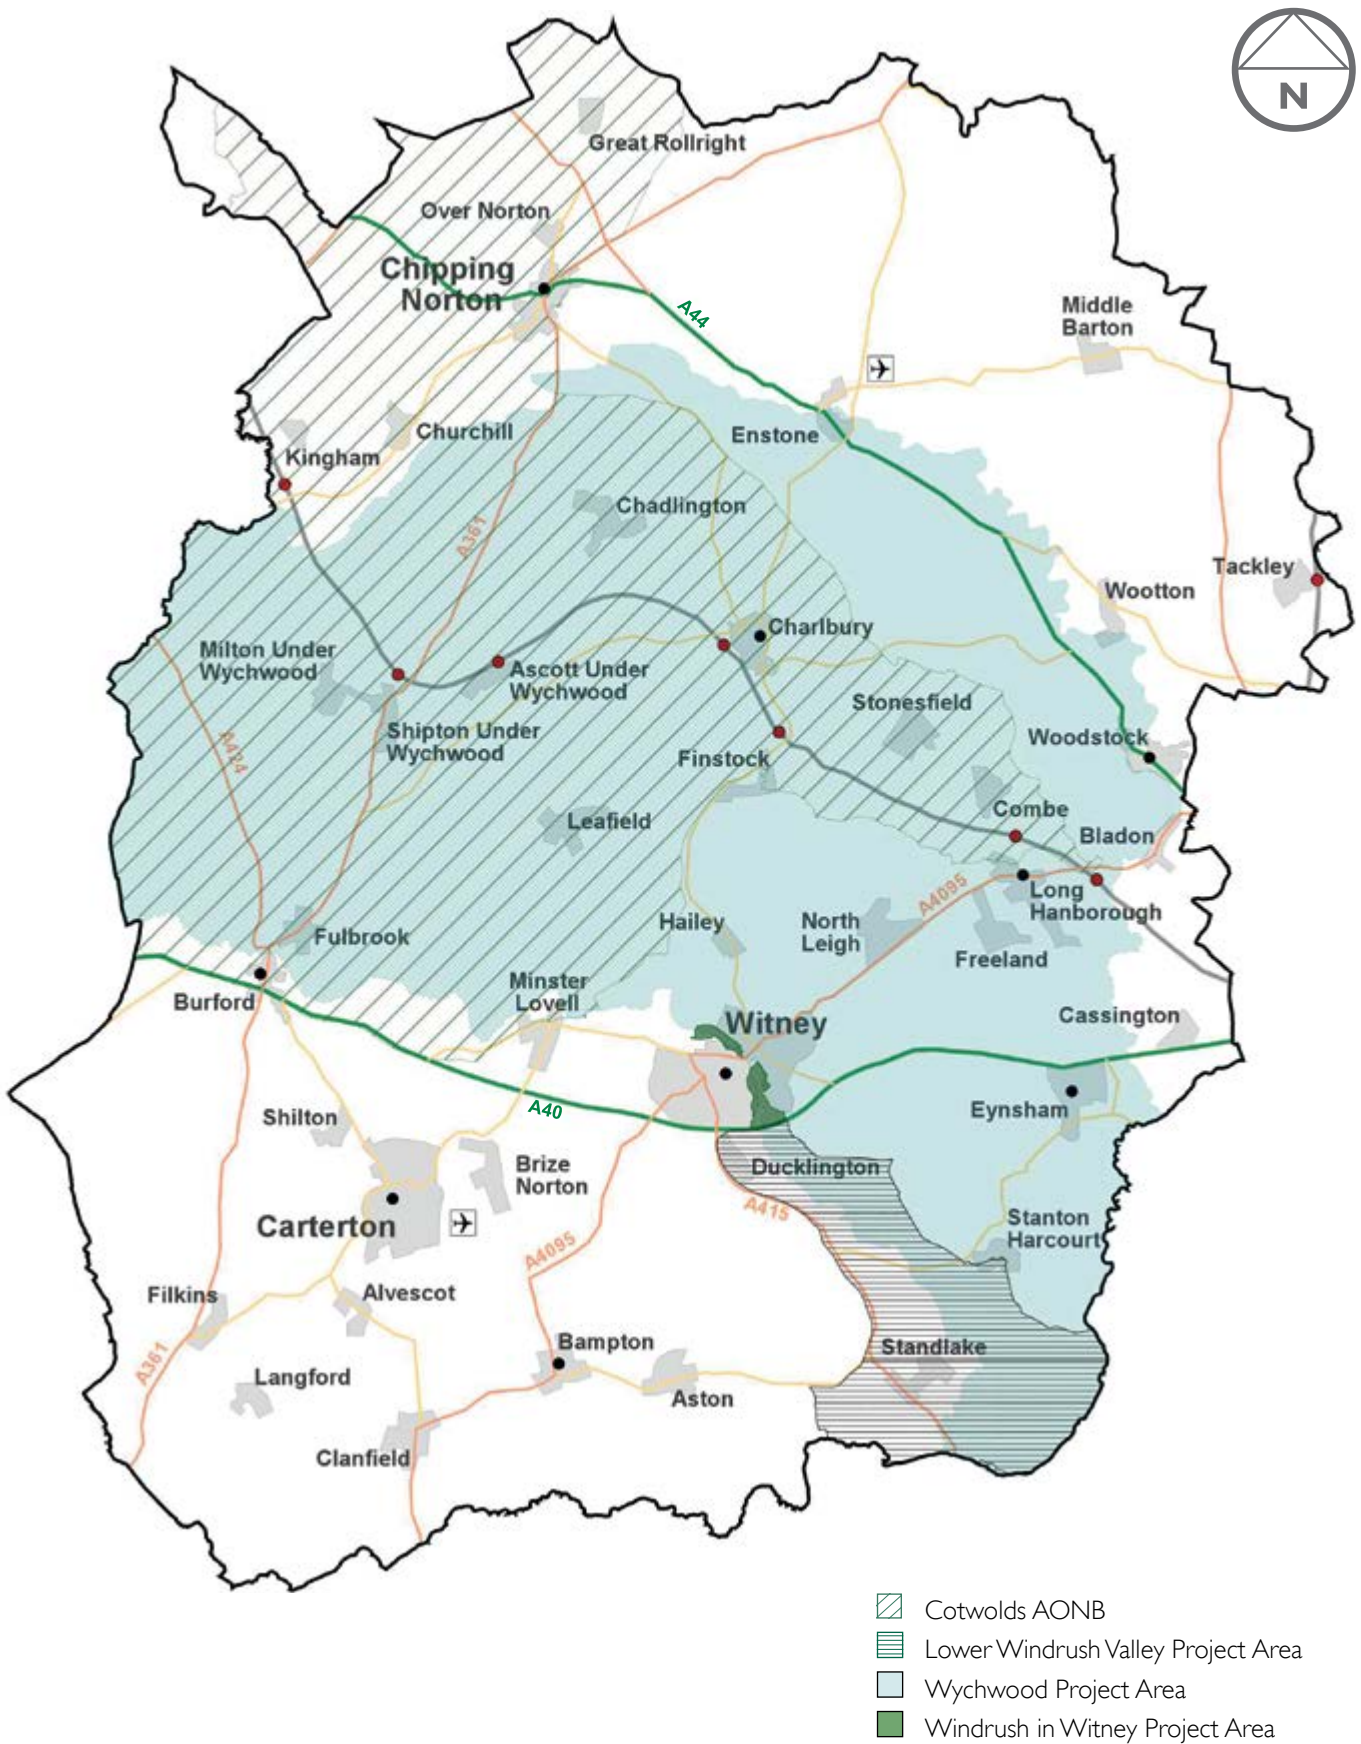 N
Great Rollright
Over Norton
Chipping
Norton
A44
Middle
Barton
Enstone
Churchill
Kingham
Chadlington
A361
Tackley
Wootton
Charlbury
Milton Under
Wychwood
Ascott Under
Wychwood
Stonesfield
Shipton Under
Wychwood
A424
Finstock
Woodstock
Combe
Leafield
Bladon
A4095
Long
Hanborough
Hailey
North
Leigh
Freeland
Fulbrook
Minster
Lovell
Burford
Witney
Cassington
A40
Eynsham
Shilton
Brize
Norton
Ducklington
A415
Stanton
Harcourt
Carterton
A4095
Filkins
Alvescot
Bampton
Standlake
A361
Langford
Aston
Clanfield
Cotwolds AONB
Lower Windrush Valley Project Area
Wychwood Project Area
Windrush in Witney Project Area